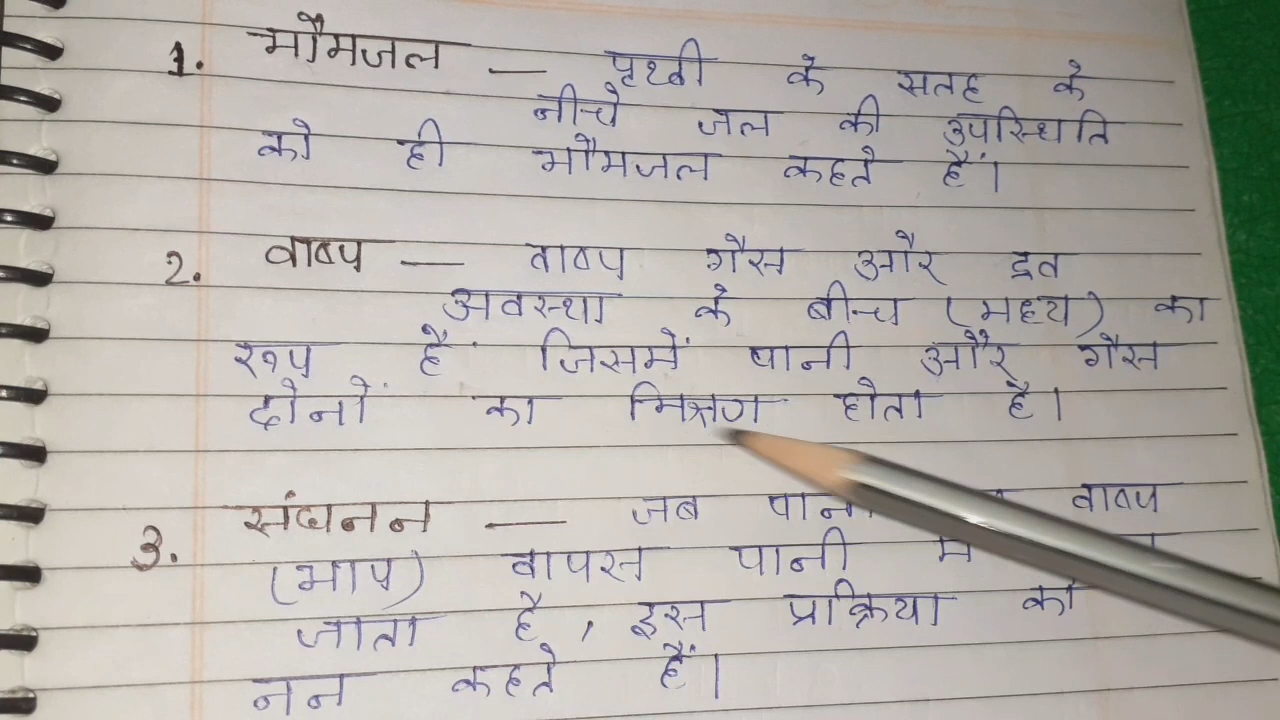 1. भौमजल — पृथ्वी के सतह के
नीचे जल की उपस्थिति
को ही भौमजल कहते हैं।
2. वाष्प — वाष्प गैस और द्रव
अवस्था के बीच (मध्य) का
रूप है जिसमें पानी और गैस
दोनों का मिश्रण होता है।
3. संघनन — जब वाष्प
(भाप) वापस पानी
जाता है, इस प्रक्रिया को
नन कहते हैं।